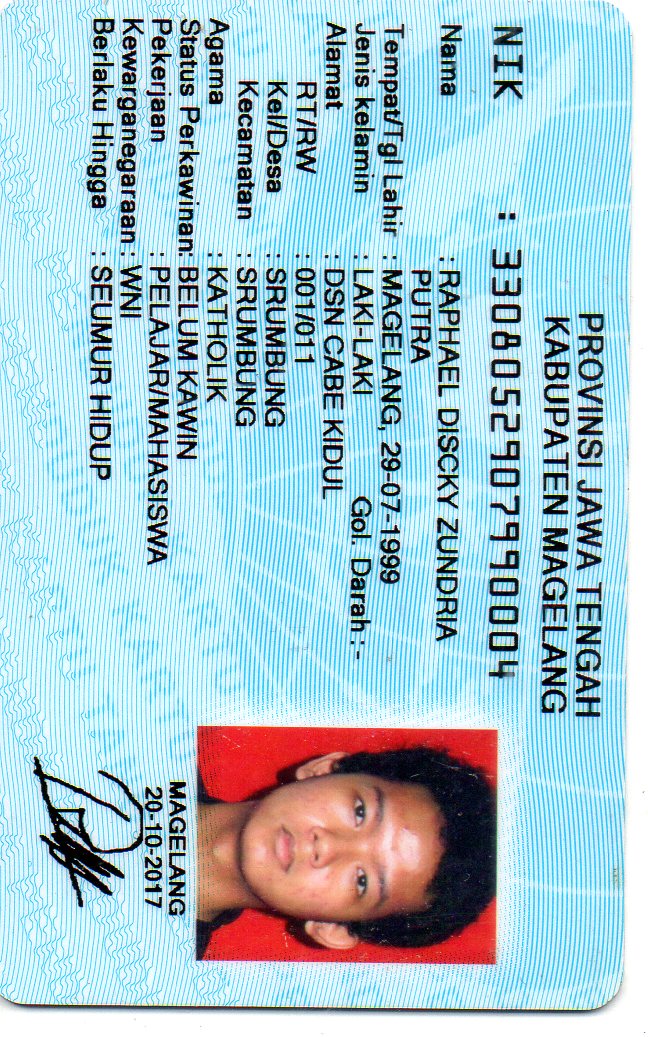 PROVINSI JAWA TENGAH
KABUPATEN MAGELANG
NIK : 3308052907990004
Nama : RAPHAEL DISCKY ZUNDRIA
PUTRA
Tempat/Tgl Lahir : MAGELANG, 29-07-1999
Jenis kelamin : LAKI-LAKI Gol. Darah : -
Alamat : DSN CABE KIDUL
RT/RW : 001/011
Kel/Desa : SRUMBUNG
Kecamatan : SRUMBUNG
Agama : KATHOLIK
Status Perkawinan: BELUM KAWIN
Pekerjaan : PELAJAR/MAHASISWA
Kewarganegaraan : WNI
Berlaku Hingga : SEUMUR HIDUP
MAGELANG
20-10-2017